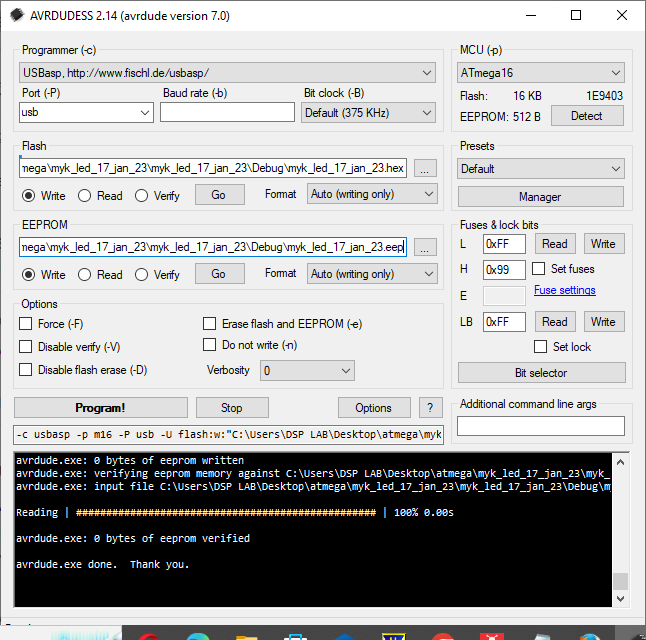 AVRDUDESS 2.14 (avrdude version 7.0)
Programmer (-c)
USBasp, http://www.fischl.de/usbasp/
Port (-P) Baud rate (-b) Bit clock (-B)
usb Default (375 KHz)
MCU (-p)
ATmega16
Flash: 16 KB 1E9403
EEPROM: 512 B Detect
Flash
mega\myk_led_17_jan_23\myk_led_17_jan_23\Debug\myk_led_17_jan_23.hex ...
Write Read Verify Go Format Auto (writing only)
Presets
Default
Manager
EEPROM
mega\myk_led_17_jan_23\myk_led_17_jan_23\Debug\myk_led_17_jan_23.eep ...
Write Read Verify Go Format Auto (writing only)
Fuses & lock bits
L 0xFF Read Write
H 0x99 Set fuses
E Fuse settings
LB 0xFF Read Write
Set lock
Bit selector
Options
Force (-F) Erase flash and EEPROM (-e)
Disable verify (-V) Do not write (-n)
Disable flash erase (-D) Verbosity 0
Program! Stop Options ?
Additional command line args
-c usbasp -p m16 -P usb -U flash:w:"C:\Users\DSP LAB\Desktop\atmega\myk
avrdude.exe: 0 bytes of eeprom written
avrdude.exe: verifying eeprom memory against C:\Users\DSP LAB\Desktop\atmega\myk_led_17_jan_23\myk_
avrdude.exe: input file C:\Users\DSP LAB\Desktop\atmega\myk_led_17_jan_23\myk_led_17_jan_23\Debug\m
Reading | ################################################## | 100% 0.00s
avrdude.exe: 0 bytes of eeprom verified
avrdude.exe done. Thank you.